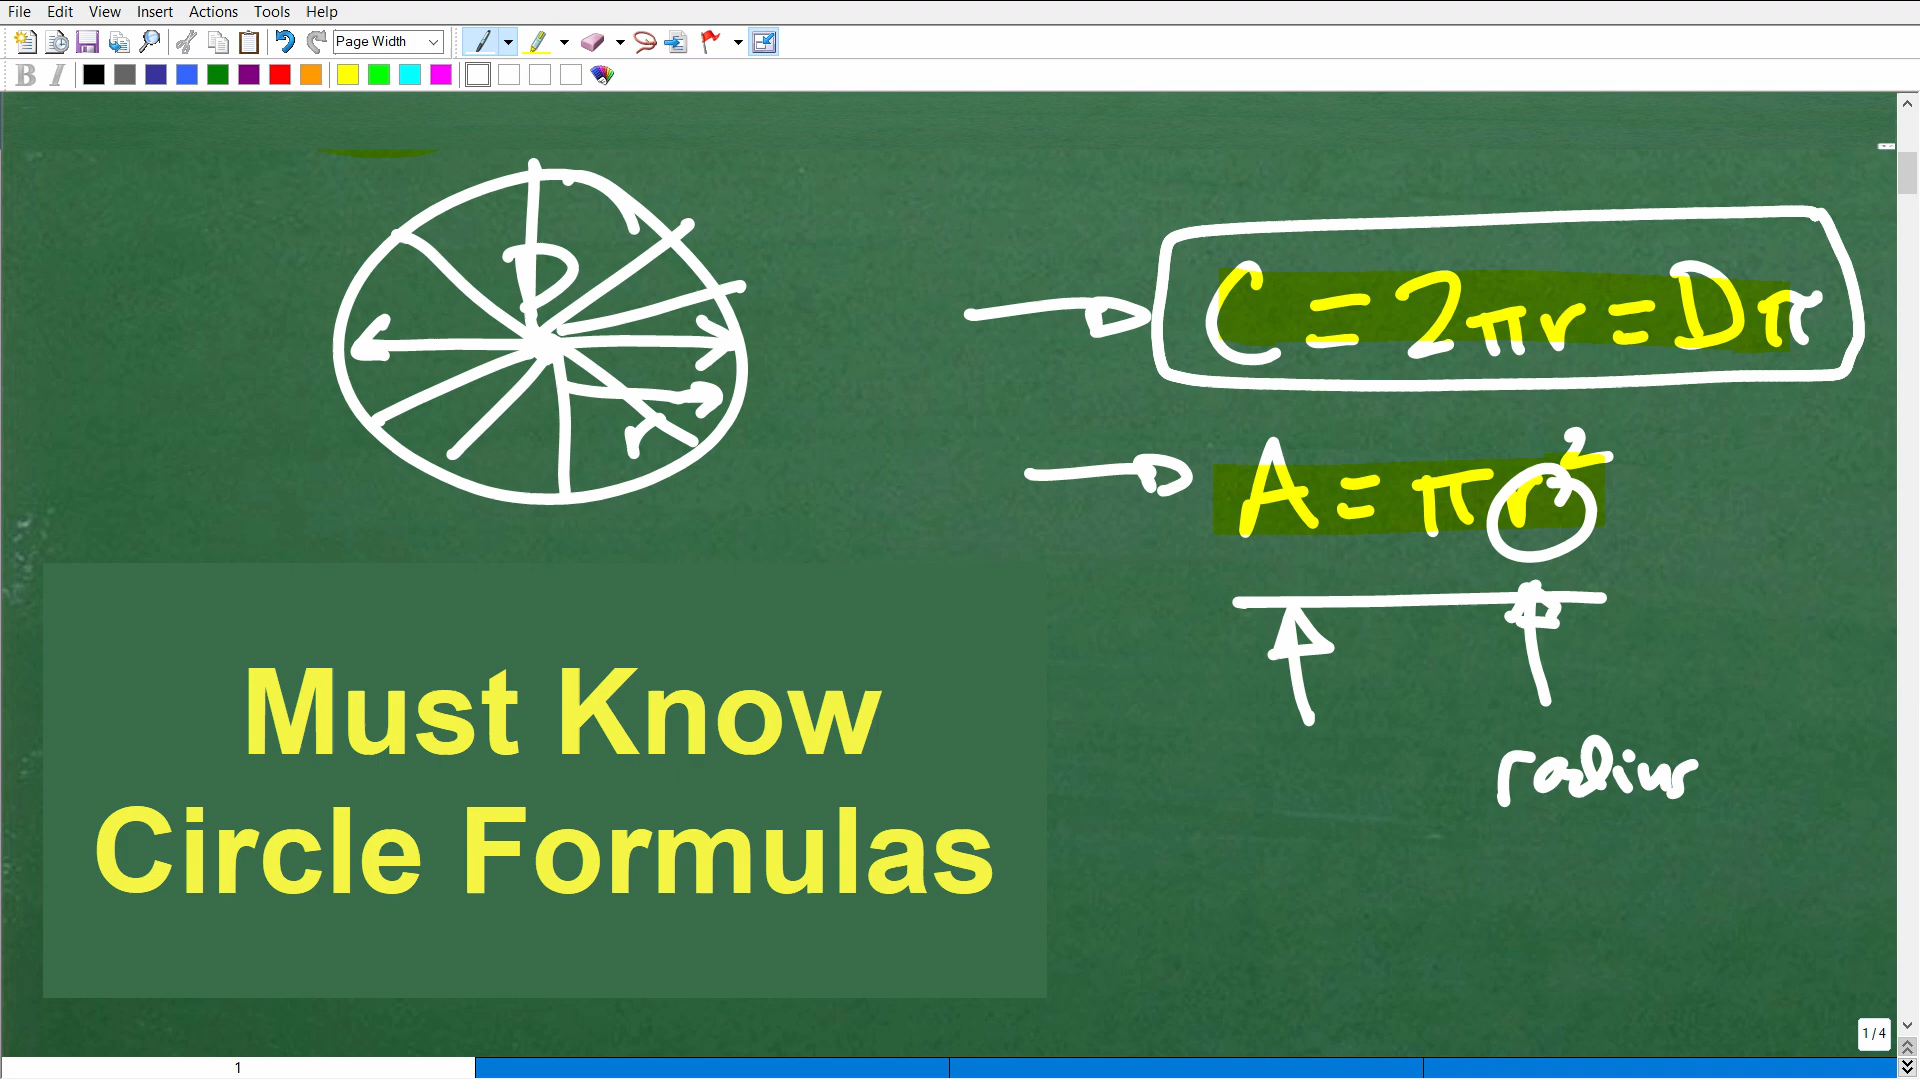 File Edit View Insert Actions Tools Help
Page Width
B I
D
r
C = 2πr = Dπ
A = πr²
radius
Must Know
Circle Formulas
1 / 4
1